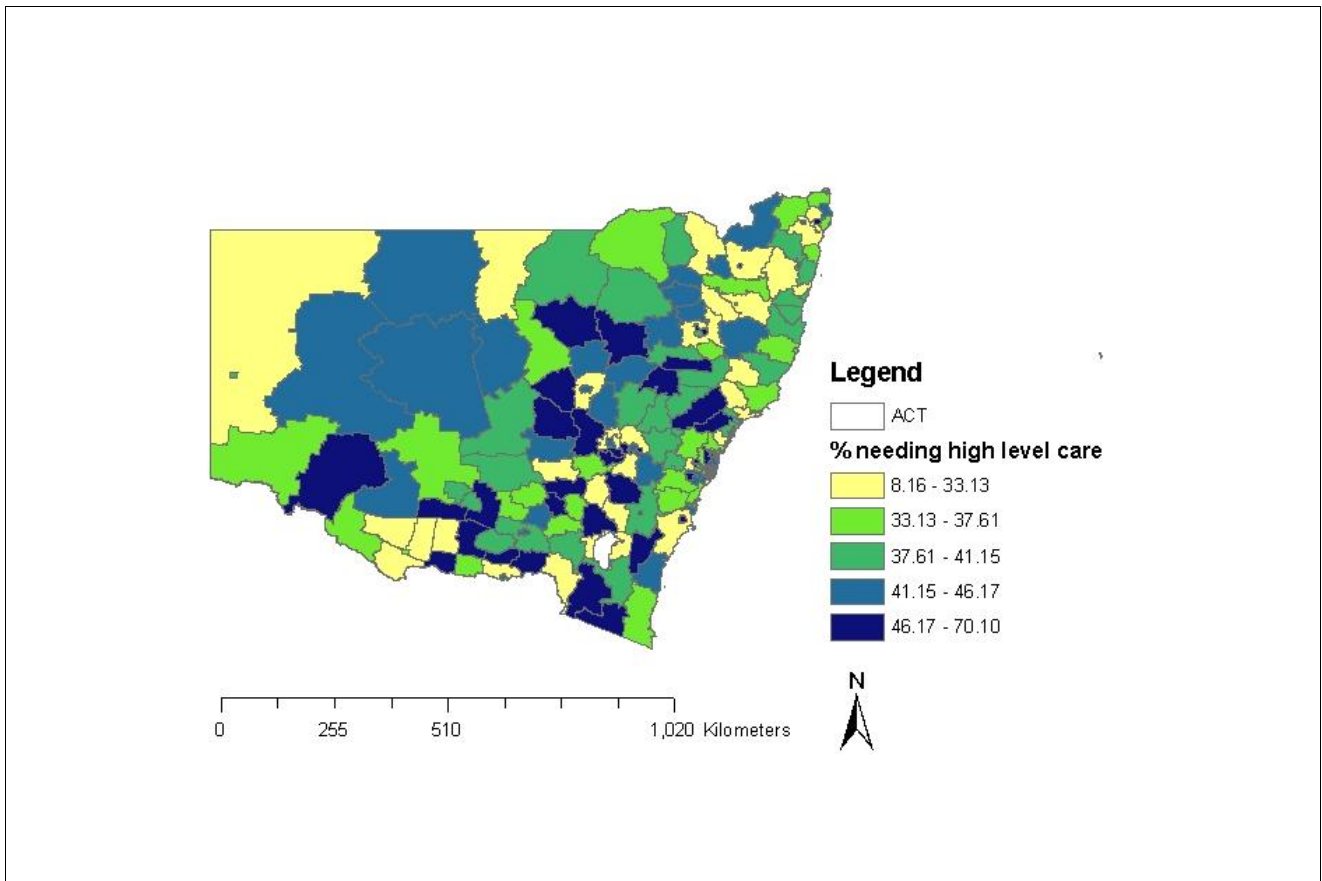 Legend
ACT
% needing high level care
8.16 - 33.13
33.13 - 37.61
37.61 - 41.15
41.15 - 46.17
46.17 - 70.10
N
0 255 510 1,020 Kilometers